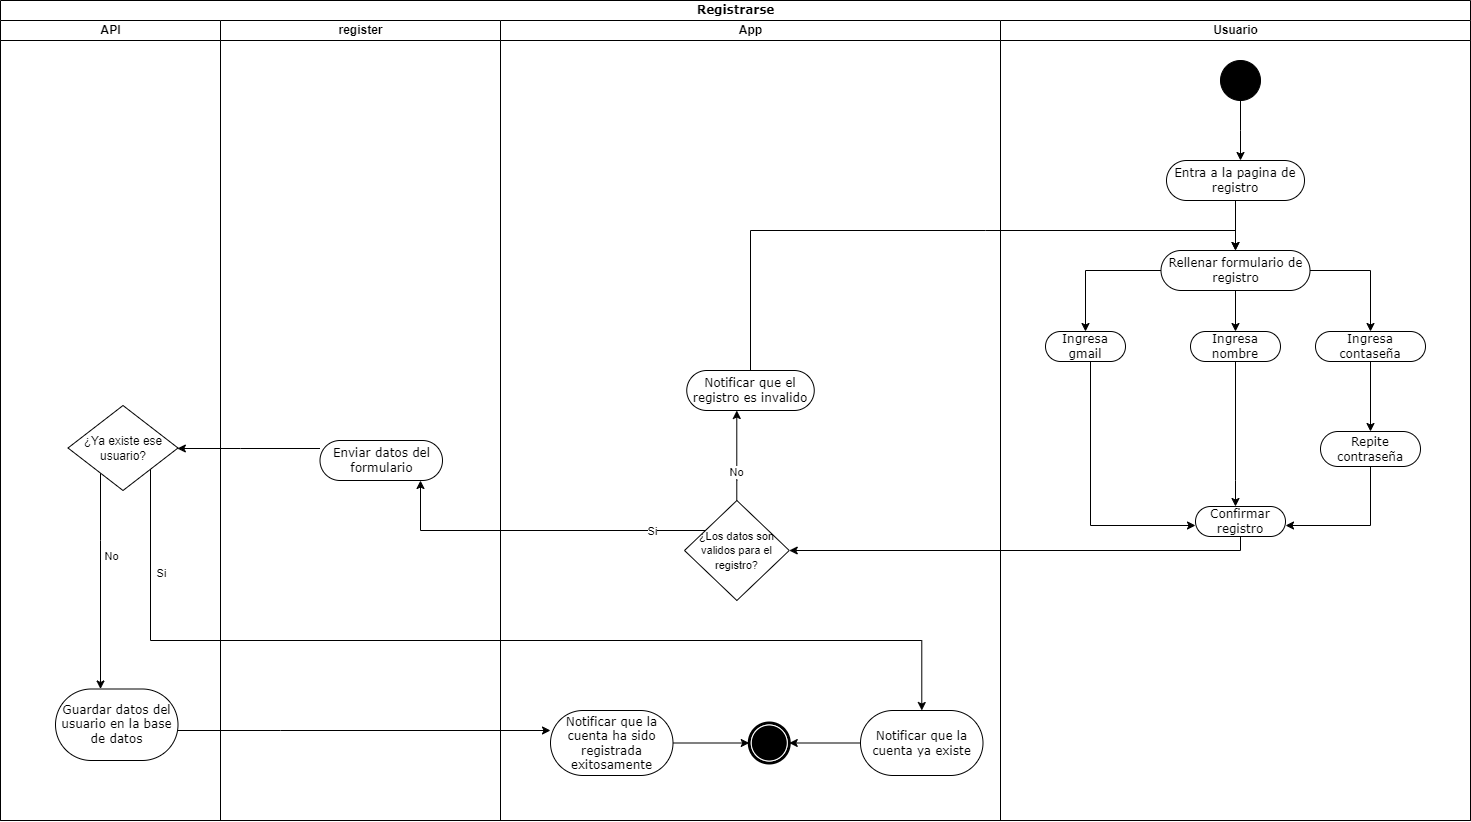 Registrarse
API
register
App
Usuario
Entra a la pagina de
registro
Rellenar formulario de
registro
Ingresa
gmail
Ingresa
nombre
Ingresa
contaseña
Notificar que el
registro es invalido
Repite
contraseña
¿Ya existe ese
usuario?
Enviar datos del
formulario
No
Confirmar
registro
Si
¿Los datos son
validos para el
registro?
No
Si
Guardar datos del
usuario en la base
de datos
Notificar que la
cuenta ha sido
registrada
exitosamente
Notificar que la
cuenta ya existe